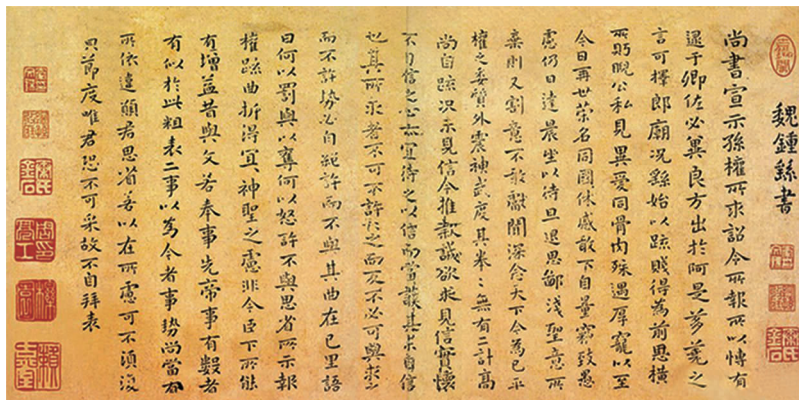 魏鍾繇書
尚書宣示孫權所求詔令所報所以博有
逮于卿佐必冀良方出於阿是芻蕘之
言可擇郎廟况繇始以疏賤得為前恩橫
所眄睨公私見異愛同骨肉殊遇厚寵以至
今日再世榮名同國休慼敢不自量竊致愚
慮仍日達晨坐以待旦退思鄙淺聖意所
棄則又割意不敢獻聞深念天下今為已平
權之委質外震神武度其拳〻無有二計高
尚自疏况未見信今推款誠欲求見信實懷
不自信之心亦宜待之以信而當護其未自信
也其所求者不可不許〻之而反不必可與求之
而不許勢必自絕許而不與其曲在己里語
曰何以罰與以奪何以怒許不與思省所示報
權疏曲折得宜神聖之慮非今臣下所能
有增益昔與文若奉事先帝事有數者
有似於此粗表二事以為今者事勢尚當有
所依違願君思省若以在所慮可不須復
只節度唯君恐不可采故不自拜表